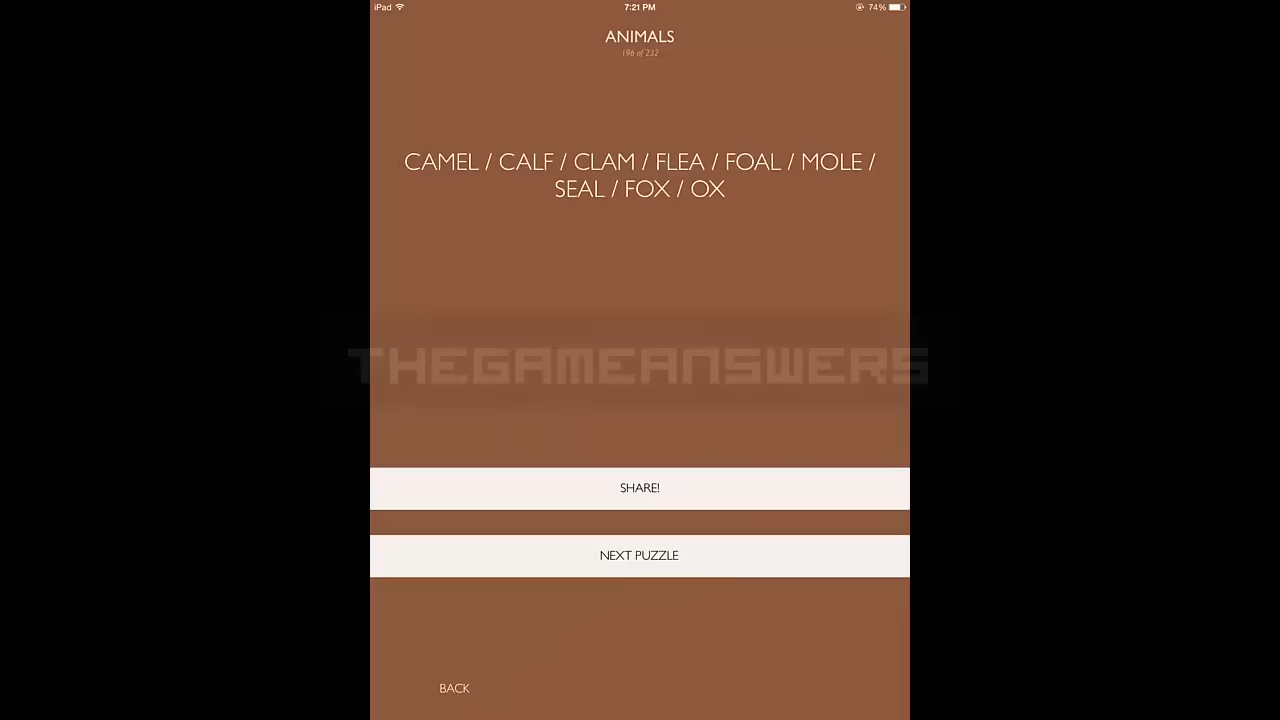 iPad 7:21 PM 74%
ANIMALS
196 of 232
CAMEL / CALF / CLAM / FLEA / FOAL / MOLE /
SEAL / FOX / OX
THEGAMEANSWERS
SHARE!
NEXT PUZZLE
BACK